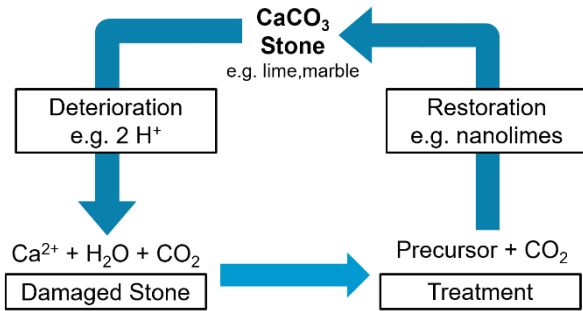 CaCO₃
Stone
e.g. lime,marble
Deterioration
e.g. 2 H⁺
Restoration
e.g. nanolimes
Ca²⁺ + H₂O + CO₂
Damaged Stone
Precursor + CO₂
Treatment